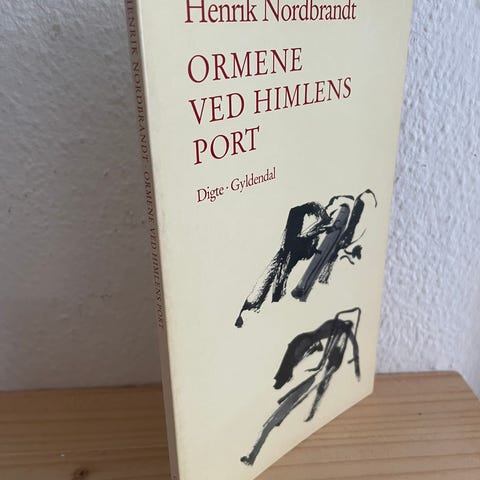 Henrik Nordbrandt
ORMENE
VED HIMLENS
PORT
Digte · Gyldendal
HENRIK NORDBRANDT · ORMENE VED HIMLENS PORT